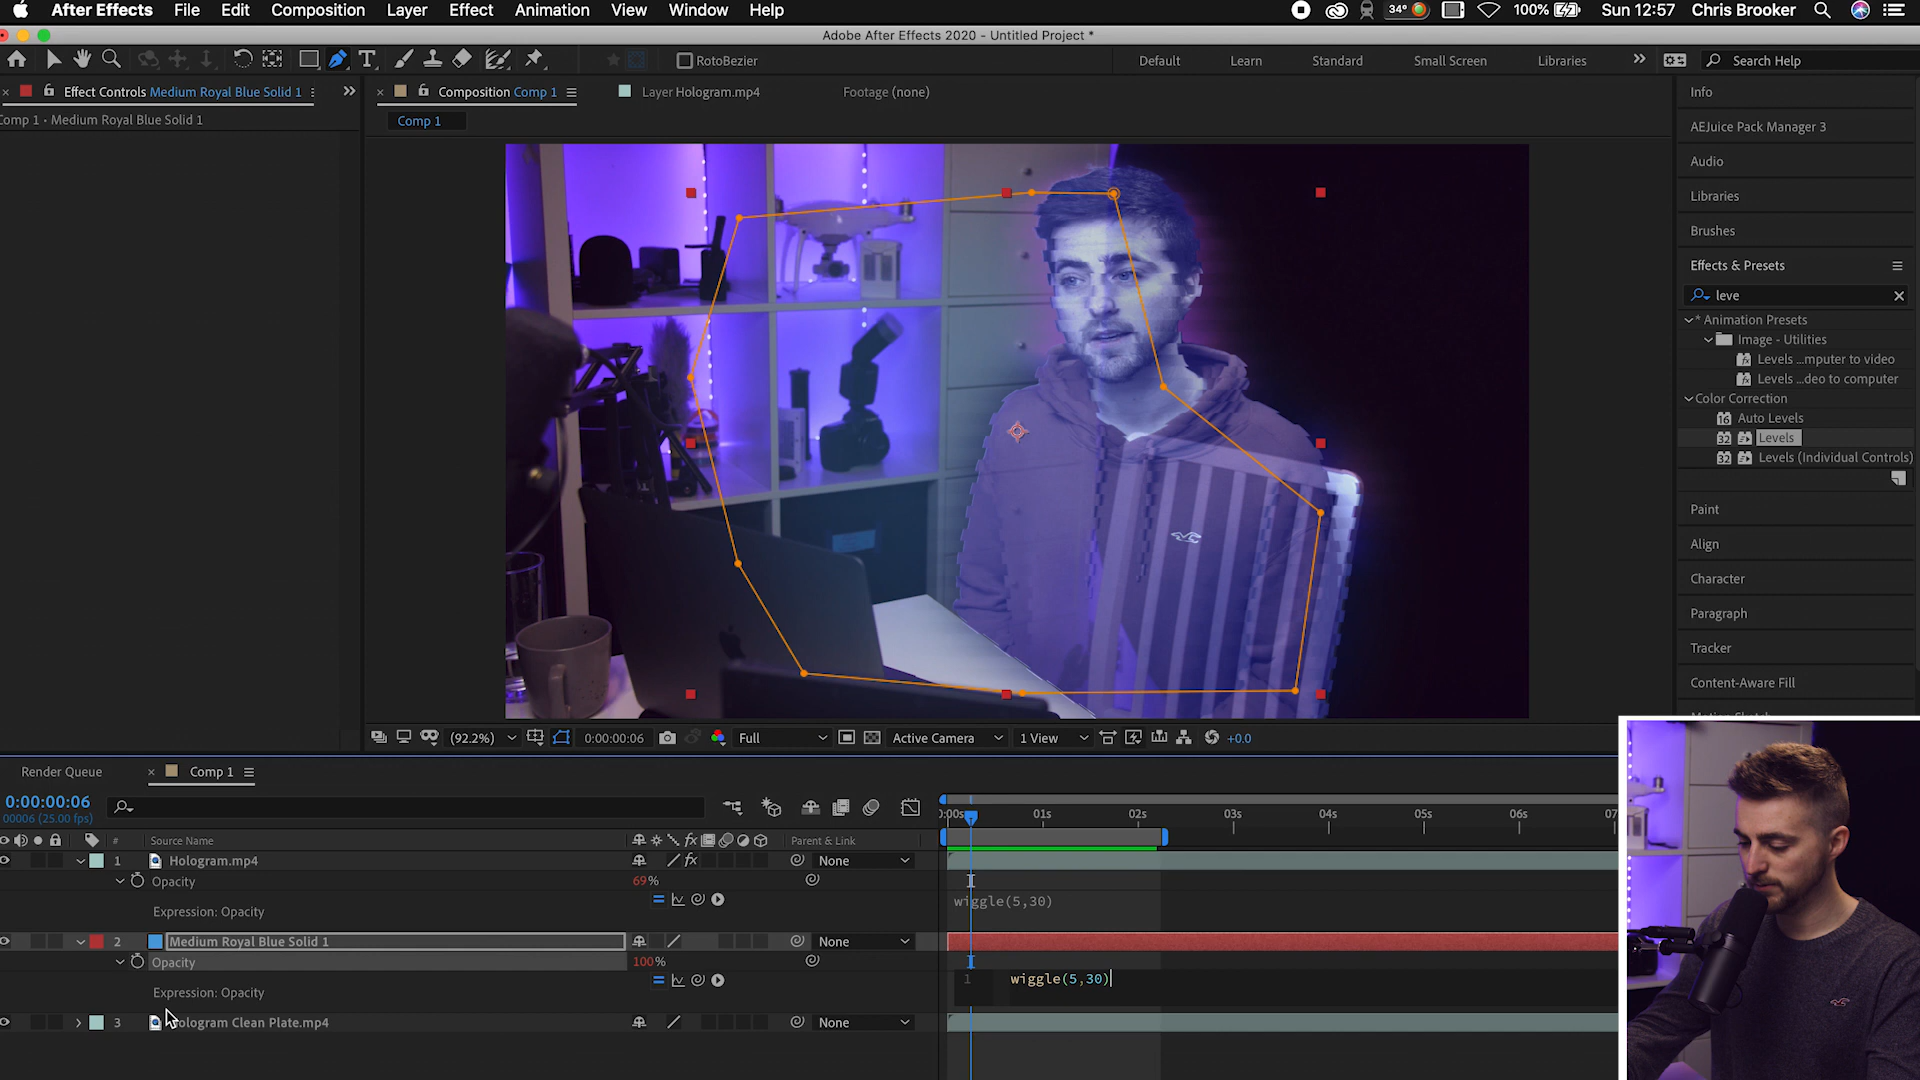 After Effects File Edit Composition Layer Effect Animation View Window Help 34° 100% Sun 12:57 Chris Brooker
Adobe After Effects 2020 - Untitled Project *
RotoBezier Default Learn Standard Small Screen Libraries Search Help
Effect Controls Medium Royal Blue Solid 1 Composition Comp 1 Layer Hologram.mp4 Footage (none)
Comp 1 • Medium Royal Blue Solid 1
Comp 1
Info
AEJuice Pack Manager 3
Audio
Libraries
Brushes
Effects & Presets
leve
* Animation Presets
Image - Utilities
Levels ...mputer to video
Levels ...deo to computer
Color Correction
Auto Levels
Levels
Levels (Individual Controls)
Paint
Align
Character
Paragraph
Tracker
Content-Aware Fill
(92.2%) 0:00:00:06 Full Active Camera 1 View +0.0
Render Queue Comp 1
0:00:00:06
00006 (25.00 fps)
:00s 01s 02s 03s 04s 05s 06s 07
# Source Name Parent & Link
1 Hologram.mp4 None
Opacity 69%
Expression: Opacity wiggle(5,30)
2 Medium Royal Blue Solid 1 None
Opacity 100%
1 wiggle(5,30)
Expression: Opacity
3 Hologram Clean Plate.mp4 None